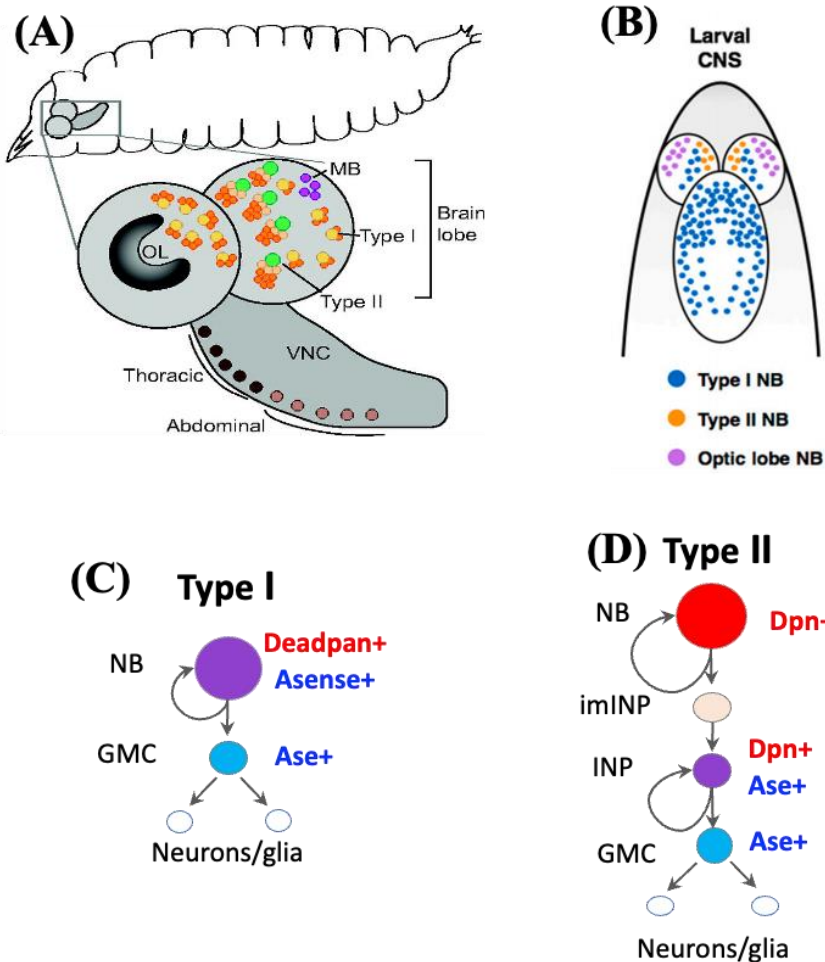 (A)
MB
Brain
lobe
Type I
OL
Type II
VNC
Thoracic
Abdominal
(B)
Larval
CNS
Type I NB
Type II NB
Optic lobe NB
(C)
Type I
NB
Deadpan+
Asense+
GMC
Ase+
Neurons/glia
(D)
Type II
NB
Dpn+
imINP
INP
Dpn+
Ase+
GMC
Ase+
Neurons/glia